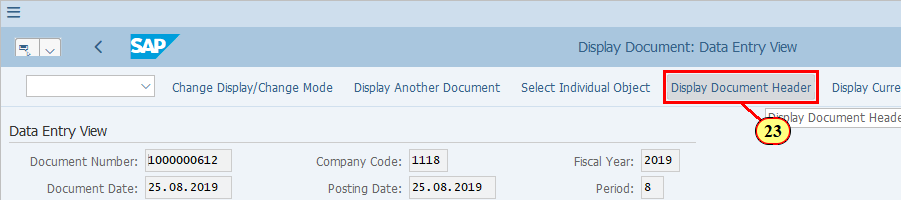 SAP
Display Document: Data Entry View
Change Display/Change Mode Display Another Document Select Individual Object Display Document Header Display Curre
Display Document Heade
23
Data Entry View
Document Number: 1000000612 Company Code: 1118 Fiscal Year: 2019
Document Date: 25.08.2019 Posting Date: 25.08.2019 Period: 8